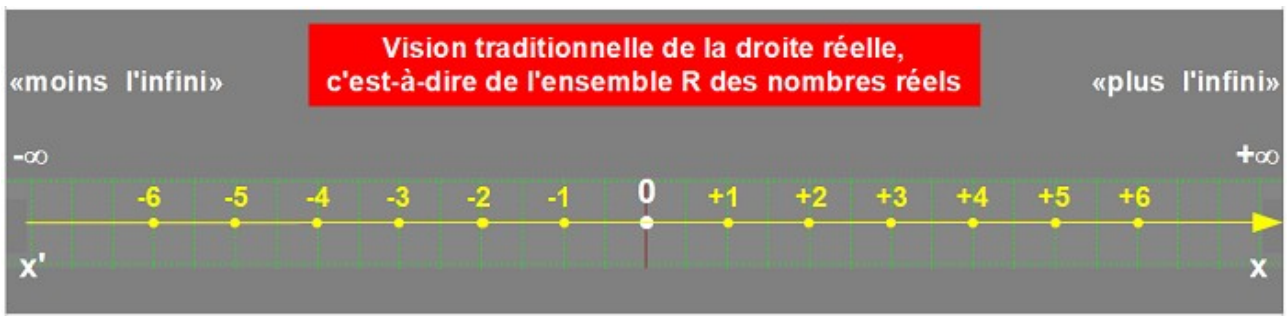 Vision traditionnelle de la droite réelle,
c'est-à-dire de l'ensemble R des nombres réels
«moins l'infini» «plus l'infini»
-∞ +∞
-6 -5 -4 -3 -2 -1 0 +1 +2 +3 +4 +5 +6
x' x